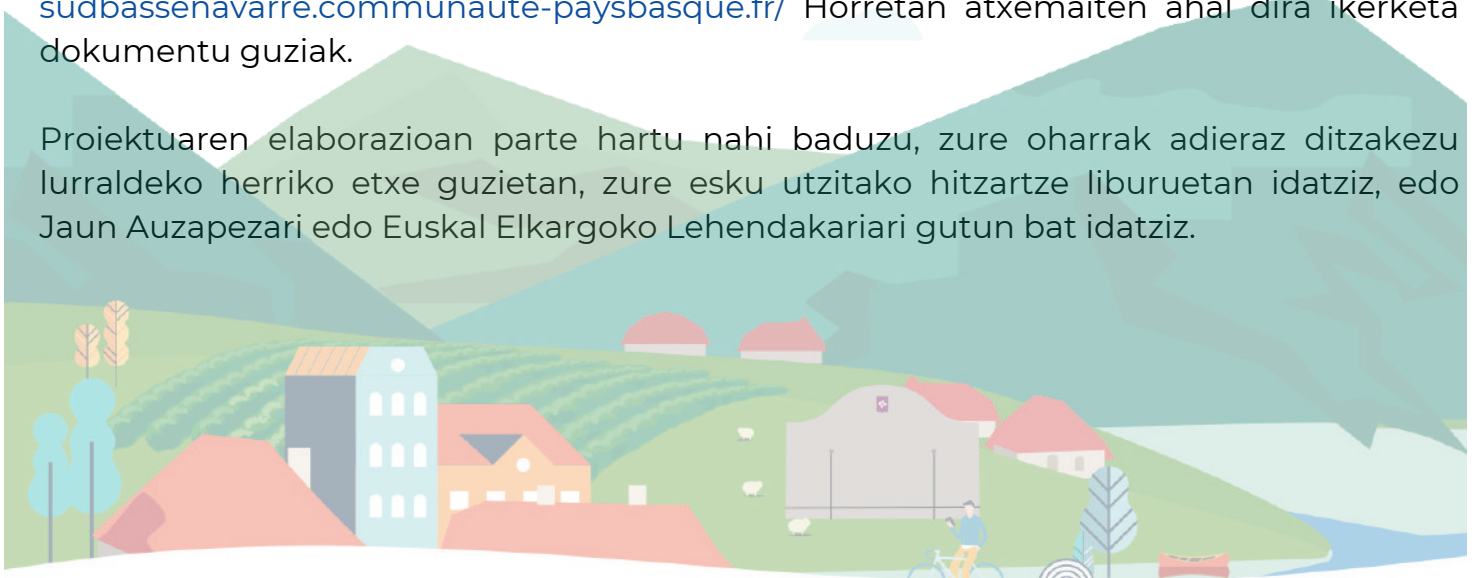 sudbassenavarre.communaute-paysbasque.fr/ Horretan atxemaiten ahal dira ikerketa
dokumentu guziak.
Proiektuaren elaborazioan parte hartu nahi baduzu, zure oharrak adieraz ditzakezu
lurraldeko herriko etxe guzietan, zure esku utzitako hitzartze liburuetan idatziz, edo
Jaun Auzapezari edo Euskal Elkargoko Lehendakariari gutun bat idatziz.